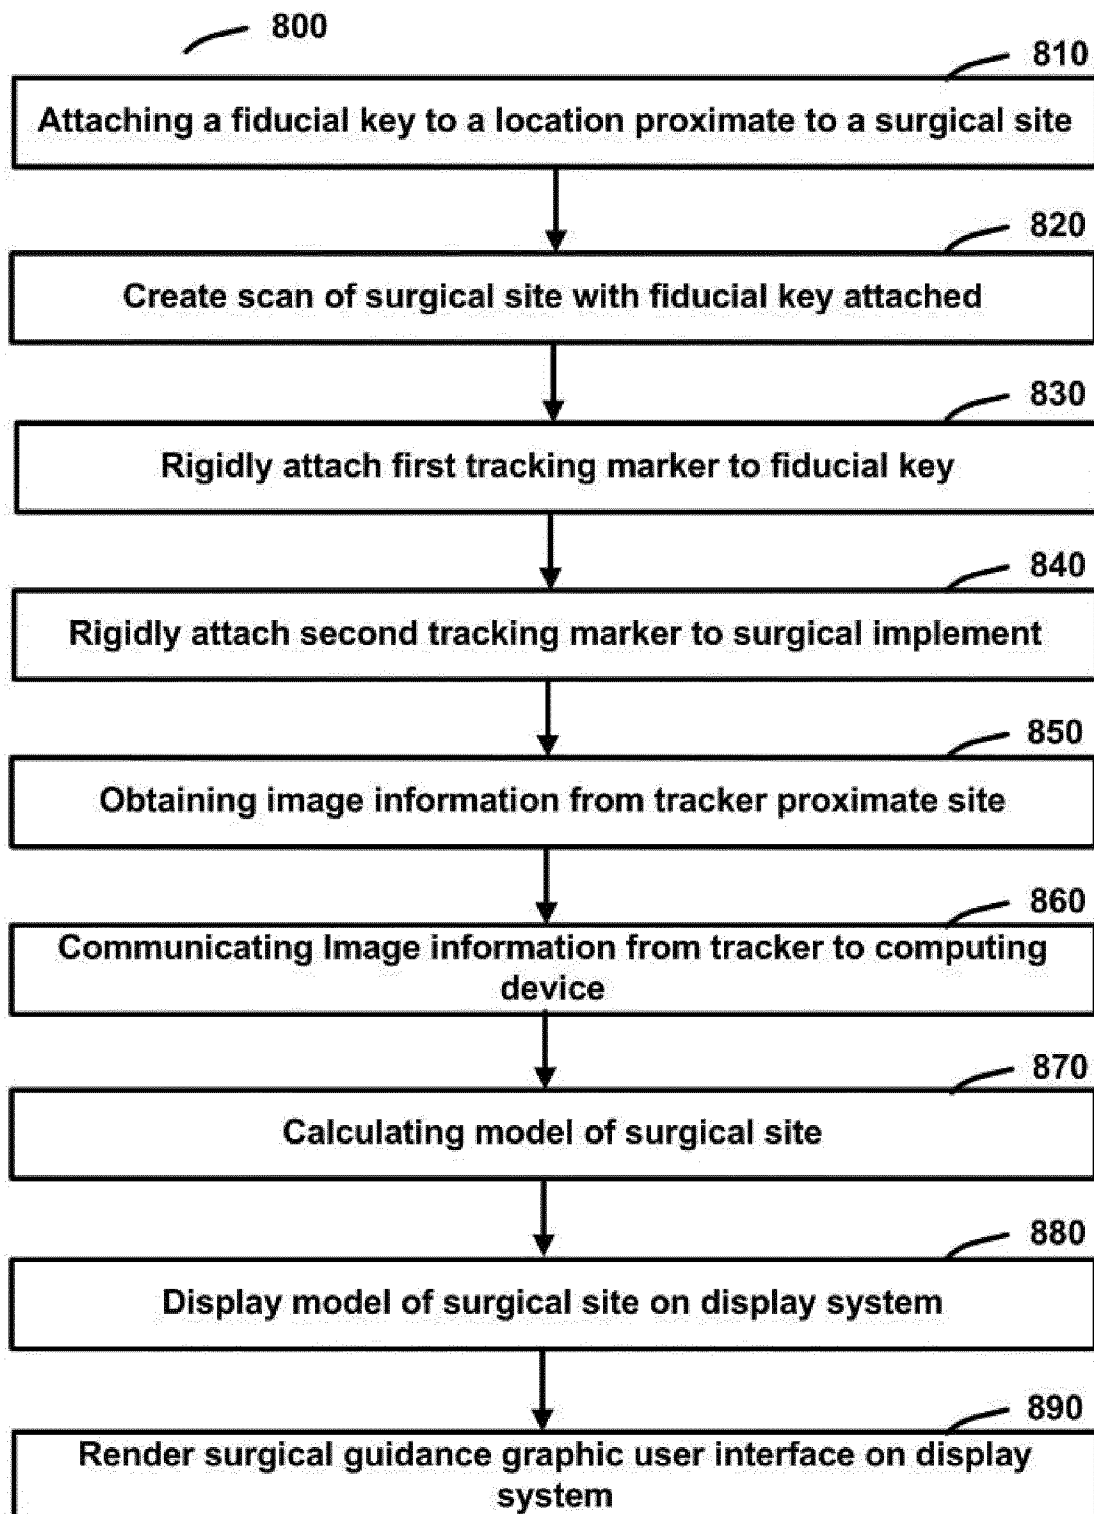 800
810
Attaching a fiducial key to a location proximate to a surgical site
820
Create scan of surgical site with fiducial key attached
830
Rigidly attach first tracking marker to fiducial key
840
Rigidly attach second tracking marker to surgical implement
850
Obtaining image information from tracker proximate site
860
Communicating Image information from tracker to computing
device
870
Calculating model of surgical site
880
Display model of surgical site on display system
890
Render surgical guidance graphic user interface on display
system